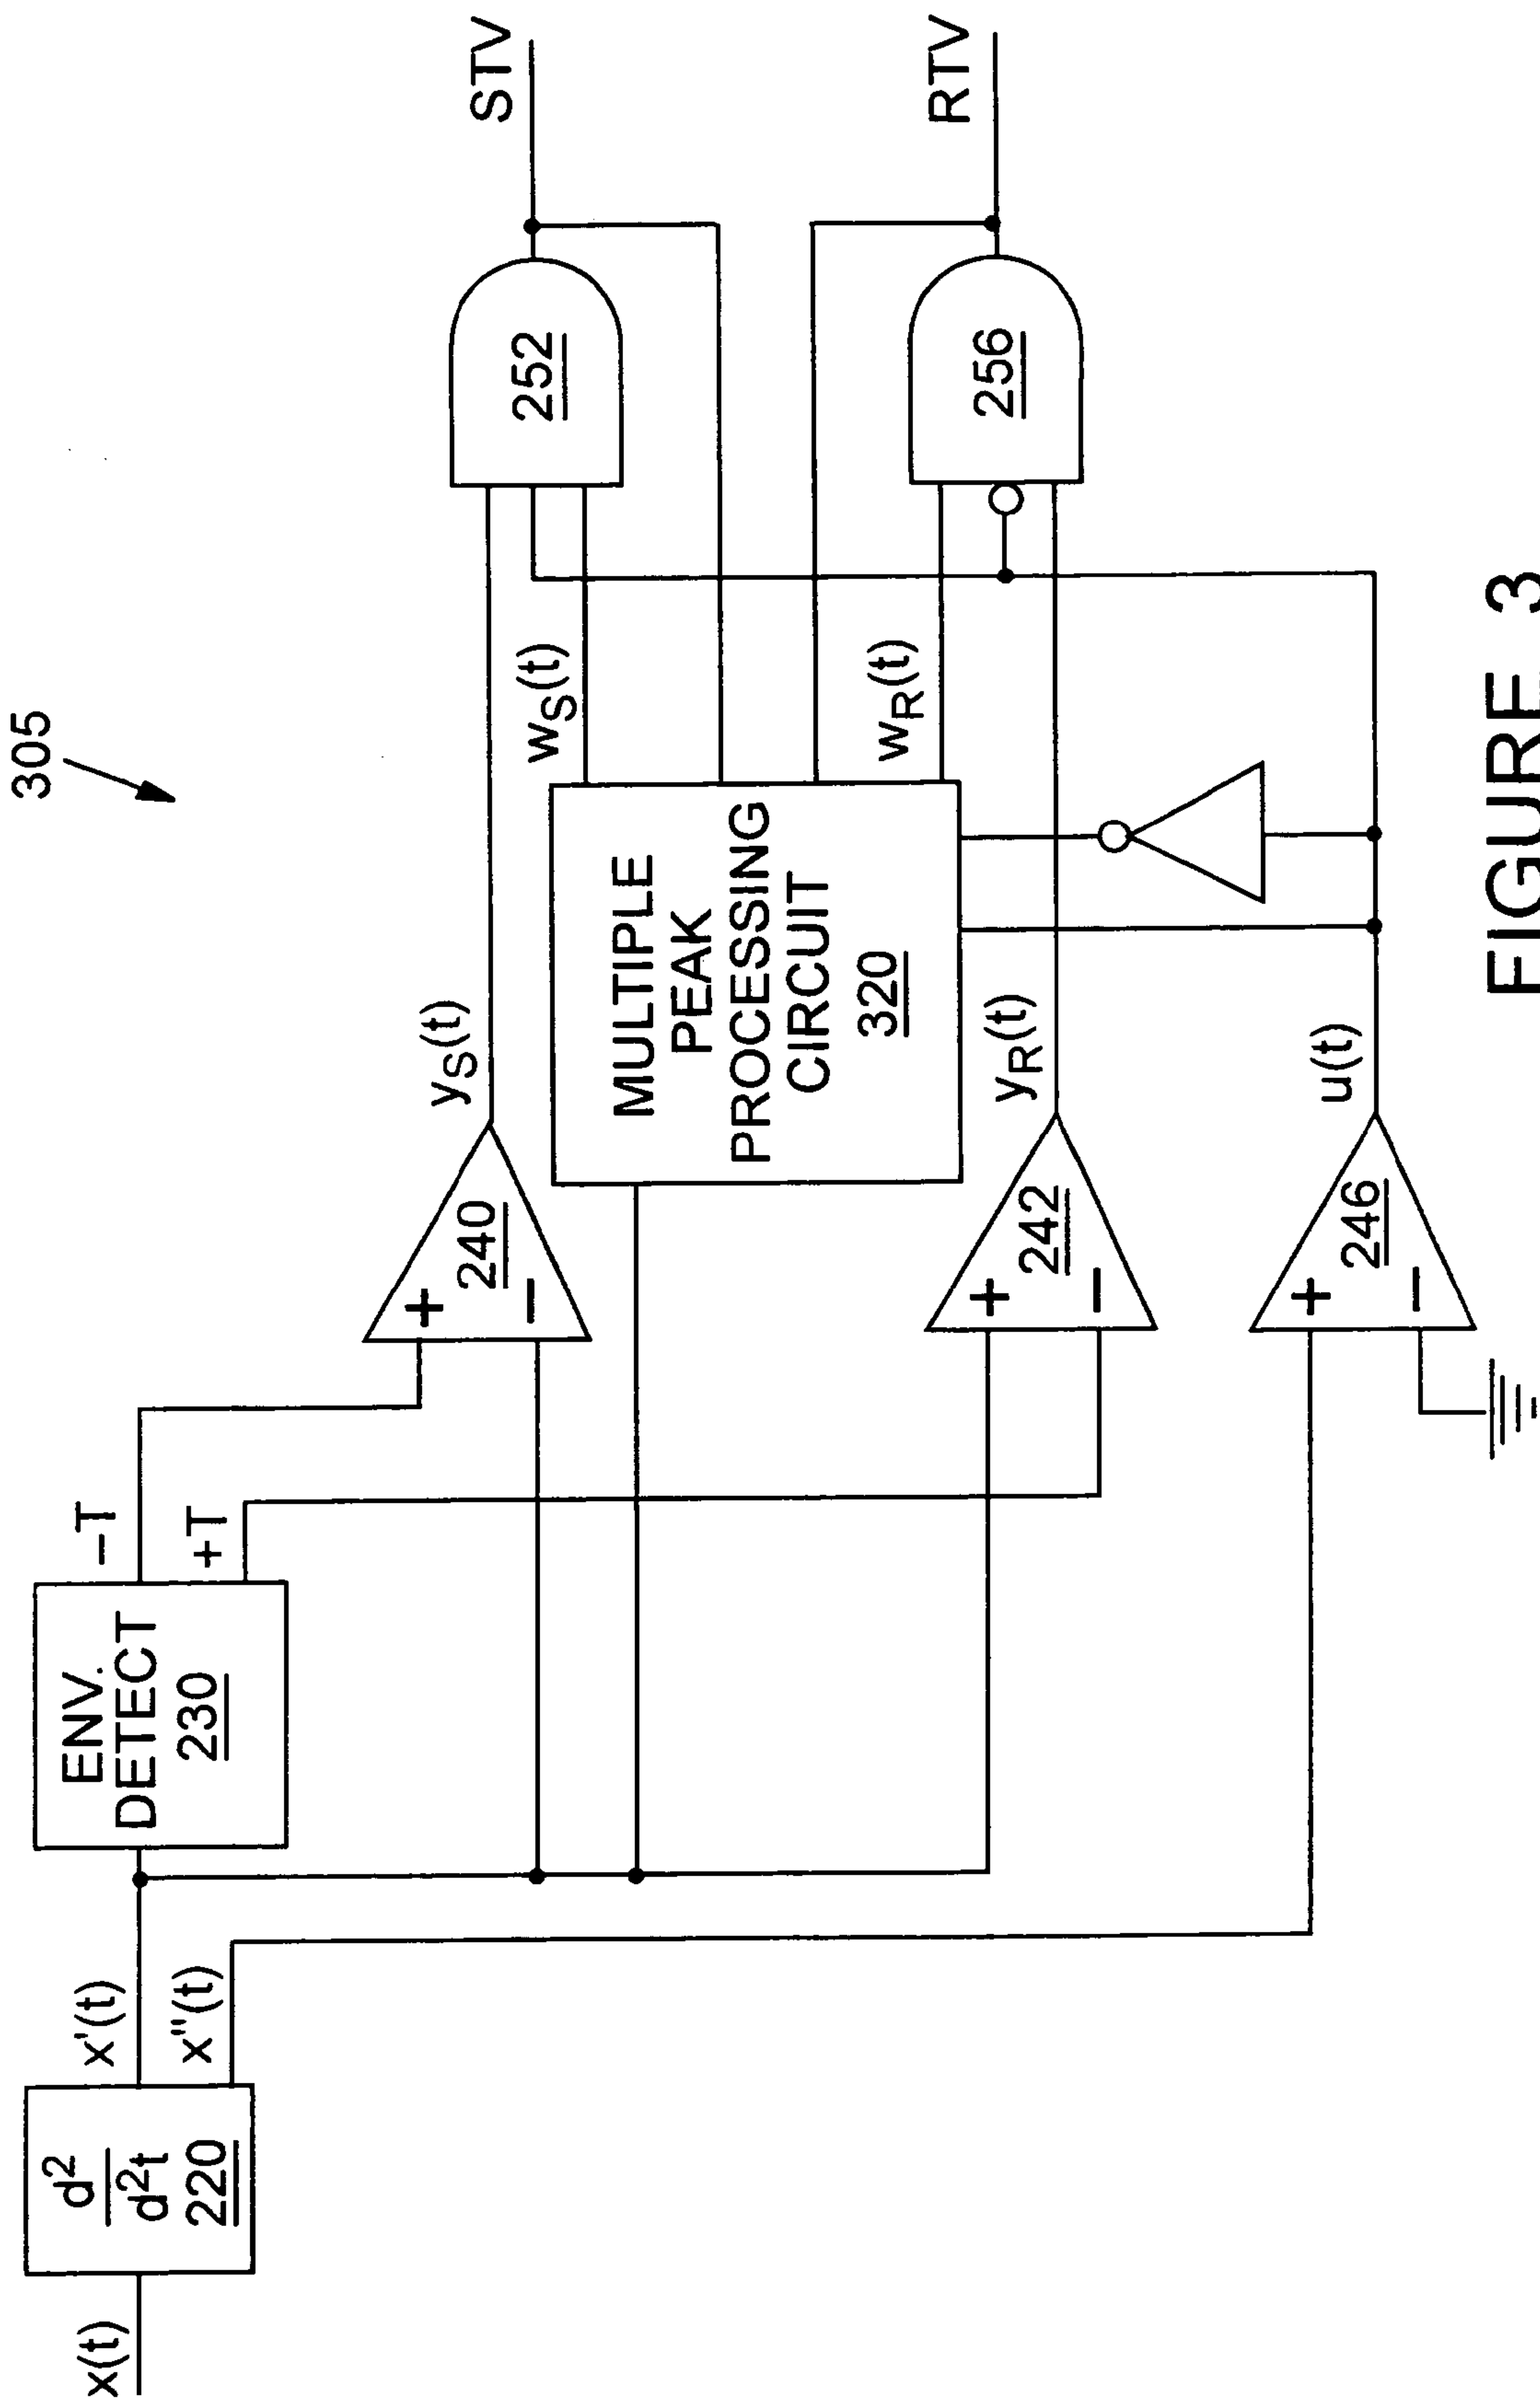 305
x(t)
d²
d²t
220
x'(t)
x"(t)
ENV.
DETECT
230
−T
+T
+
−
240
yS(t)
MULTIPLE
PEAK
PROCESSING
CIRCUIT
320
wS(t)
wR(t)
+
−
242
yR(t)
+
−
246
u(t)
252
STV
256
RTV
FIGURE 3